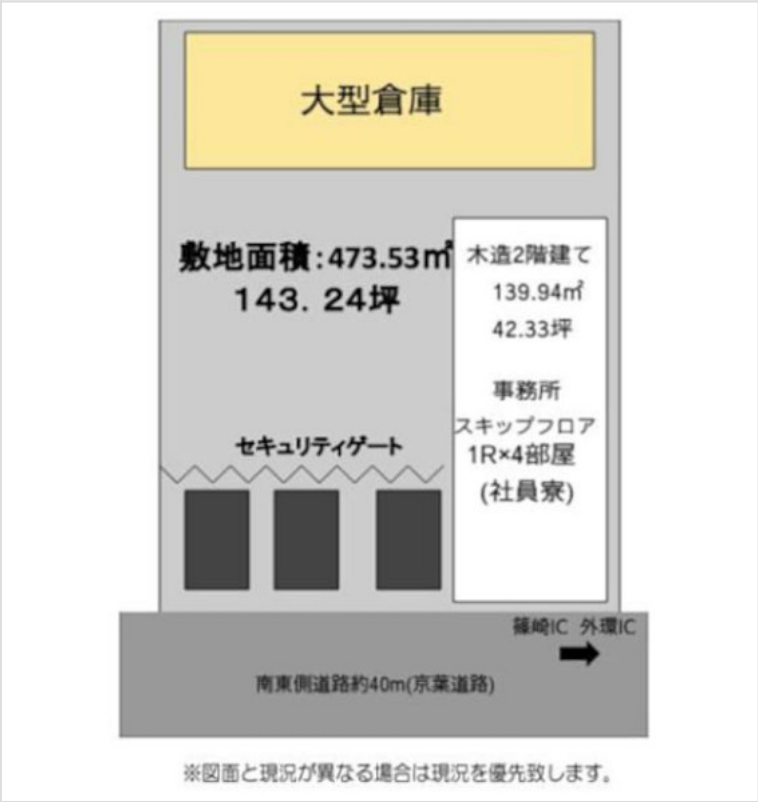 大型倉庫
敷地面積:473.53㎡
143.24坪
木造2階建て
139.94㎡
42.33坪
事務所
スキップフロア
1R×4部屋
(社員寮)
セキュリティゲート
篠崎IC 外環IC
南東側道路約40m(京葉道路)
※図面と現況が異なる場合は現況を優先致します。